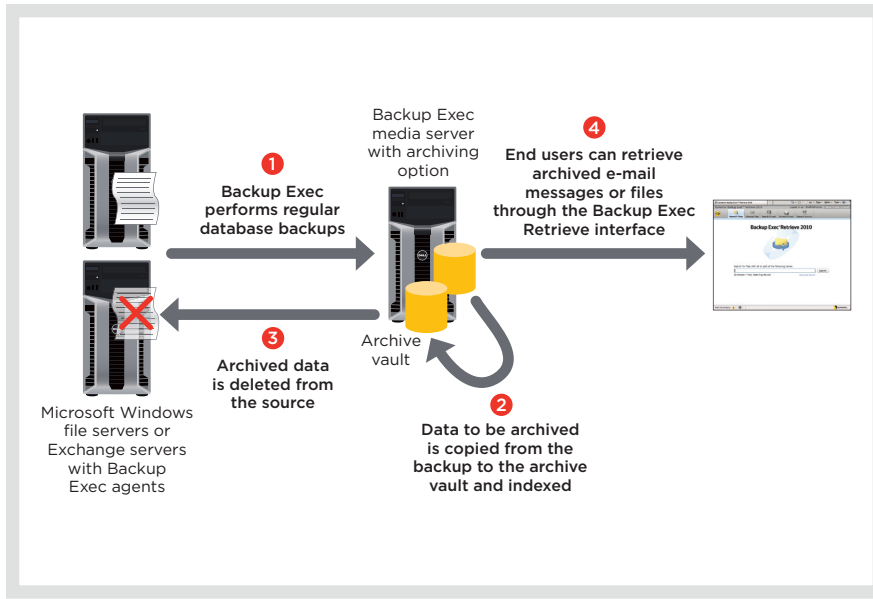 Backup Exec
media server
with archiving
option
1
Backup Exec
performs regular
database backups
4
End users can retrieve
archived e-mail
messages or files
through the Backup Exec
Retrieve interface
Backup Exec Retrieve 2010
DELL
3
Archived data
is deleted from
the source
Archive
vault
2
Data to be archived
is copied from the
backup to the archive
vault and indexed
Microsoft Windows
file servers or
Exchange servers
with Backup
Exec agents